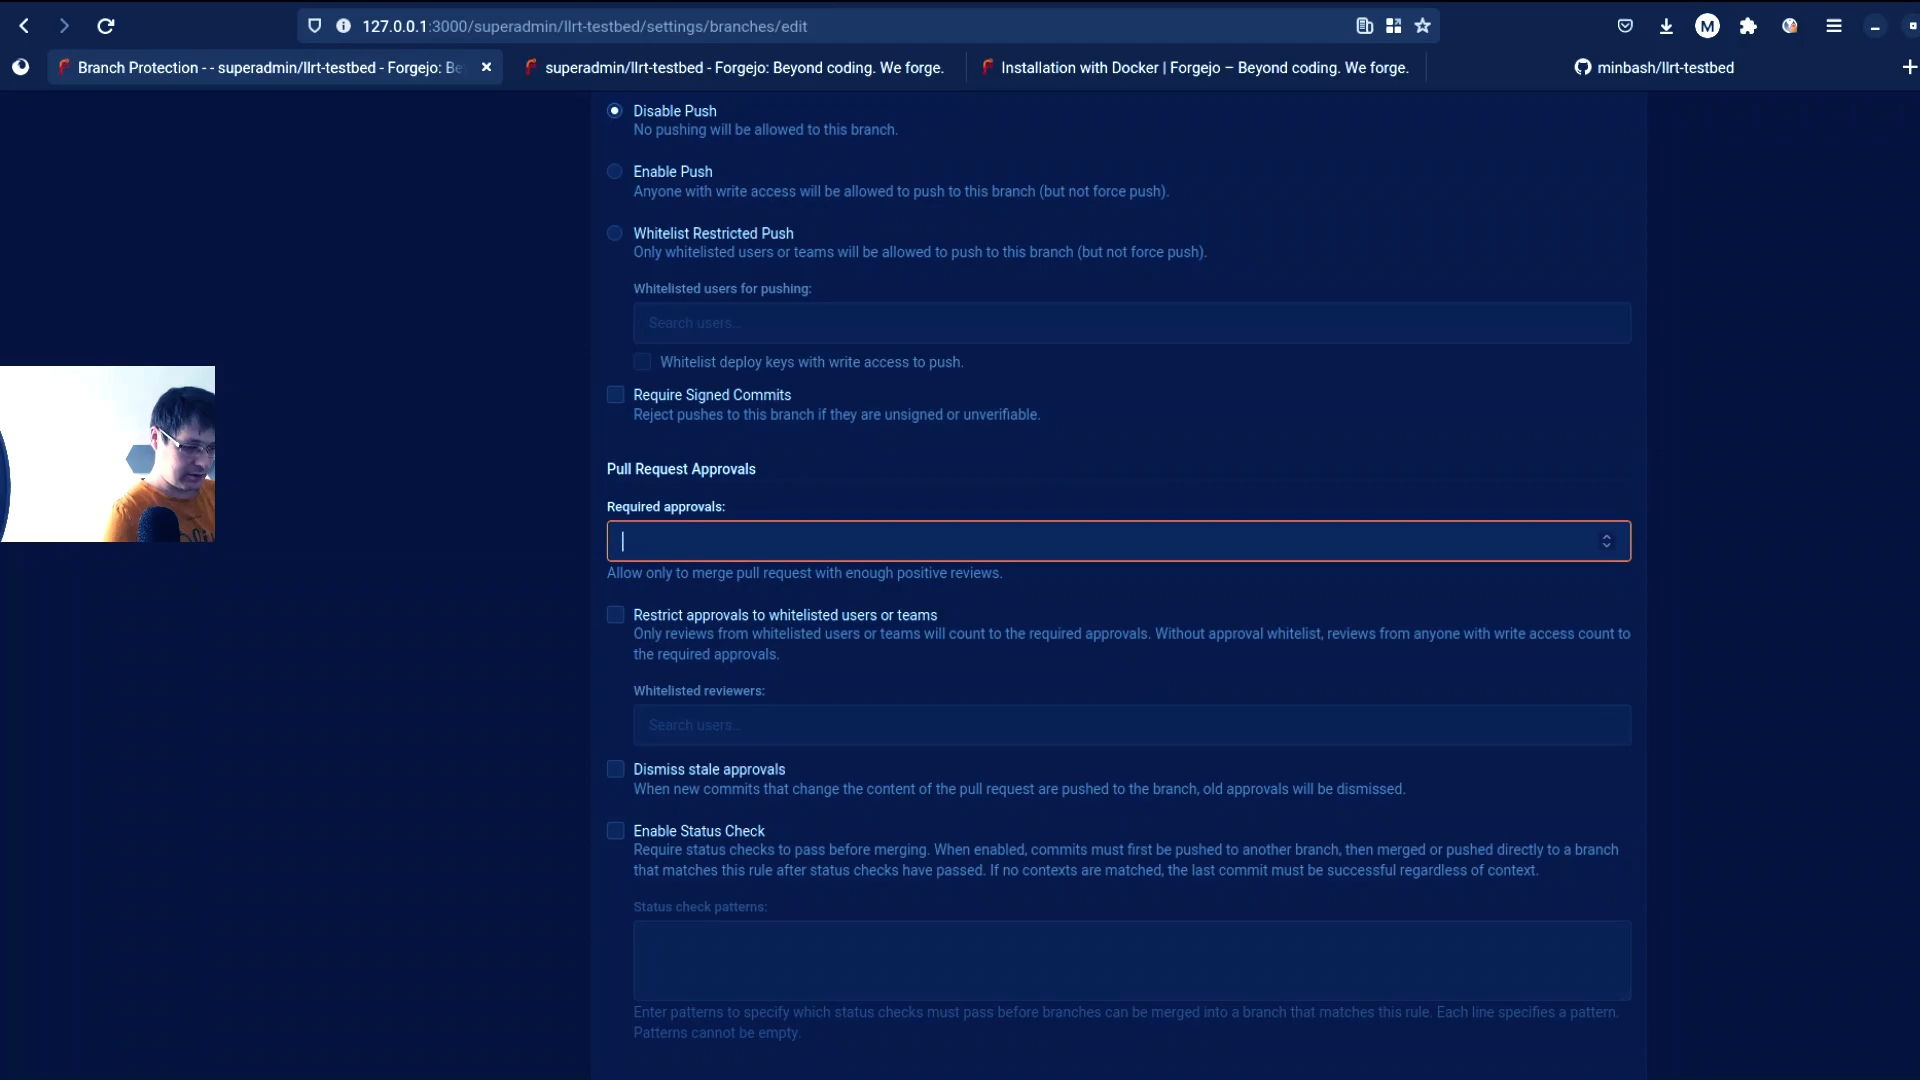 127.0.0.1:3000/superadmin/llrt-testbed/settings/branches/edit
M
Branch Protection - - superadmin/llrt-testbed - Forgejo: Be
superadmin/llrt-testbed - Forgejo: Beyond coding. We forge.
Installation with Docker | Forgejo – Beyond coding. We forge.
minbash/llrt-testbed
Disable Push
No pushing will be allowed to this branch.
Enable Push
Anyone with write access will be allowed to push to this branch (but not force push).
Whitelist Restricted Push
Only whitelisted users or teams will be allowed to push to this branch (but not force push).
Whitelisted users for pushing:
Search users...
Whitelist deploy keys with write access to push.
Require Signed Commits
Reject pushes to this branch if they are unsigned or unverifiable.
Pull Request Approvals
Required approvals:
Allow only to merge pull request with enough positive reviews.
Restrict approvals to whitelisted users or teams
Only reviews from whitelisted users or teams will count to the required approvals. Without approval whitelist, reviews from anyone with write access count to
the required approvals.
Whitelisted reviewers:
Search users...
Dismiss stale approvals
When new commits that change the content of the pull request are pushed to the branch, old approvals will be dismissed.
Enable Status Check
Require status checks to pass before merging. When enabled, commits must first be pushed to another branch, then merged or pushed directly to a branch
that matches this rule after status checks have passed. If no contexts are matched, the last commit must be successful regardless of context.
Status check patterns:
Enter patterns to specify which status checks must pass before branches can be merged into a branch that matches this rule. Each line specifies a pattern.
Patterns cannot be empty.